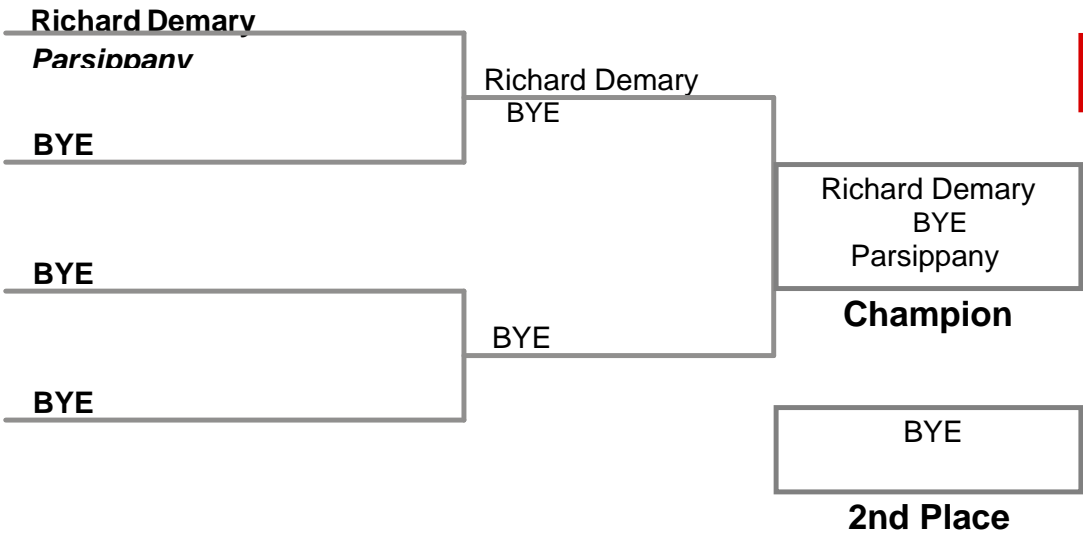 Richard Demary
Parsippany
BYE
BYE
BYE
Richard Demary
BYE
BYE
Richard Demary
BYE
Parsippany
Champion
BYE
2nd Place